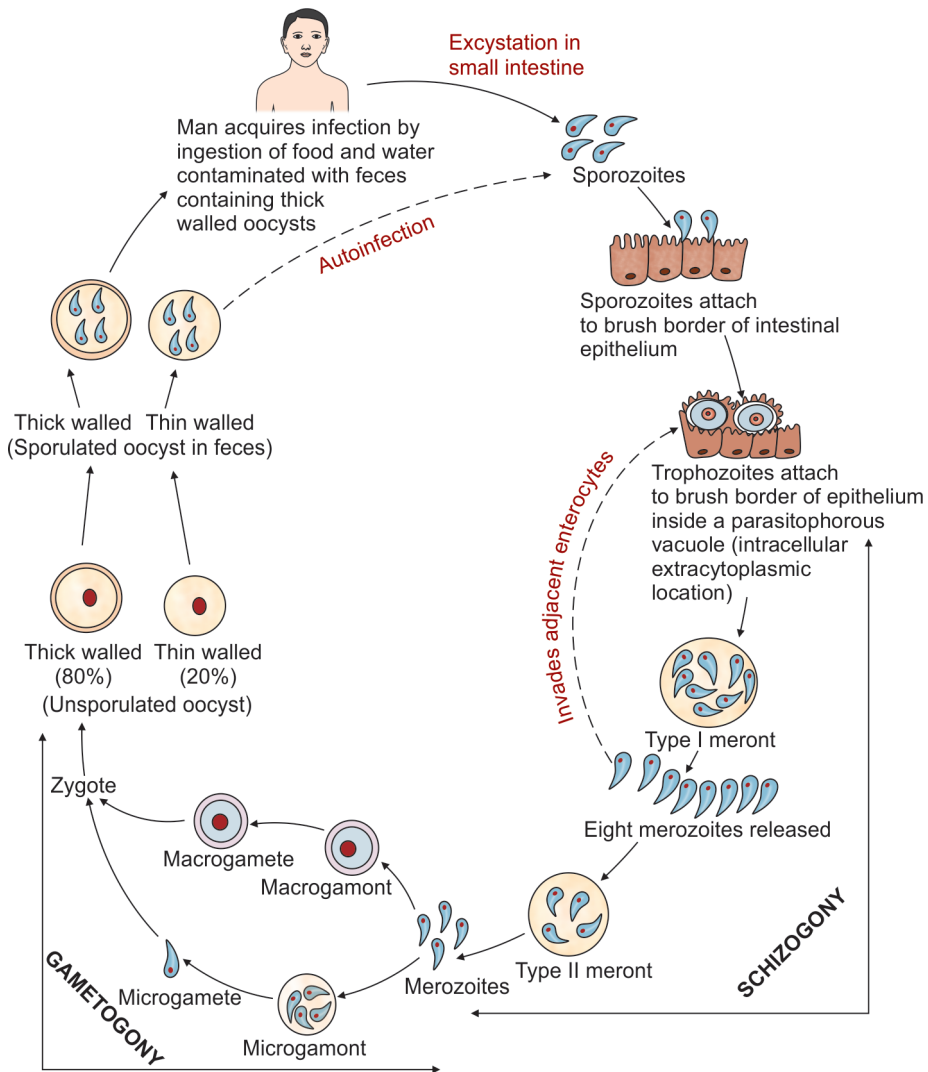 Excystation in
small intestine
Man acquires infection by
ingestion of food and water
contaminated with feces
containing thick
walled oocysts
Sporozoites
Autoinfection
Sporozoites attach
to brush border of intestinal
epithelium
Trophozoites attach
to brush border of epithelium
inside a parasitophorous
vacuole (intracellular
extracytoplasmic
location)
Invades adjacent enterocytes
Type I meront
Eight merozoites released
Type II meront
SCHIZOGONY
Merozoites
Macrogamont
Macrogamete
Microgamont
Microgamete
GAMETOGONY
Zygote
Thick walled
(80%)
Thin walled
(20%)
(Unsporulated oocyst)
Thick walled Thin walled
(Sporulated oocyst in feces)